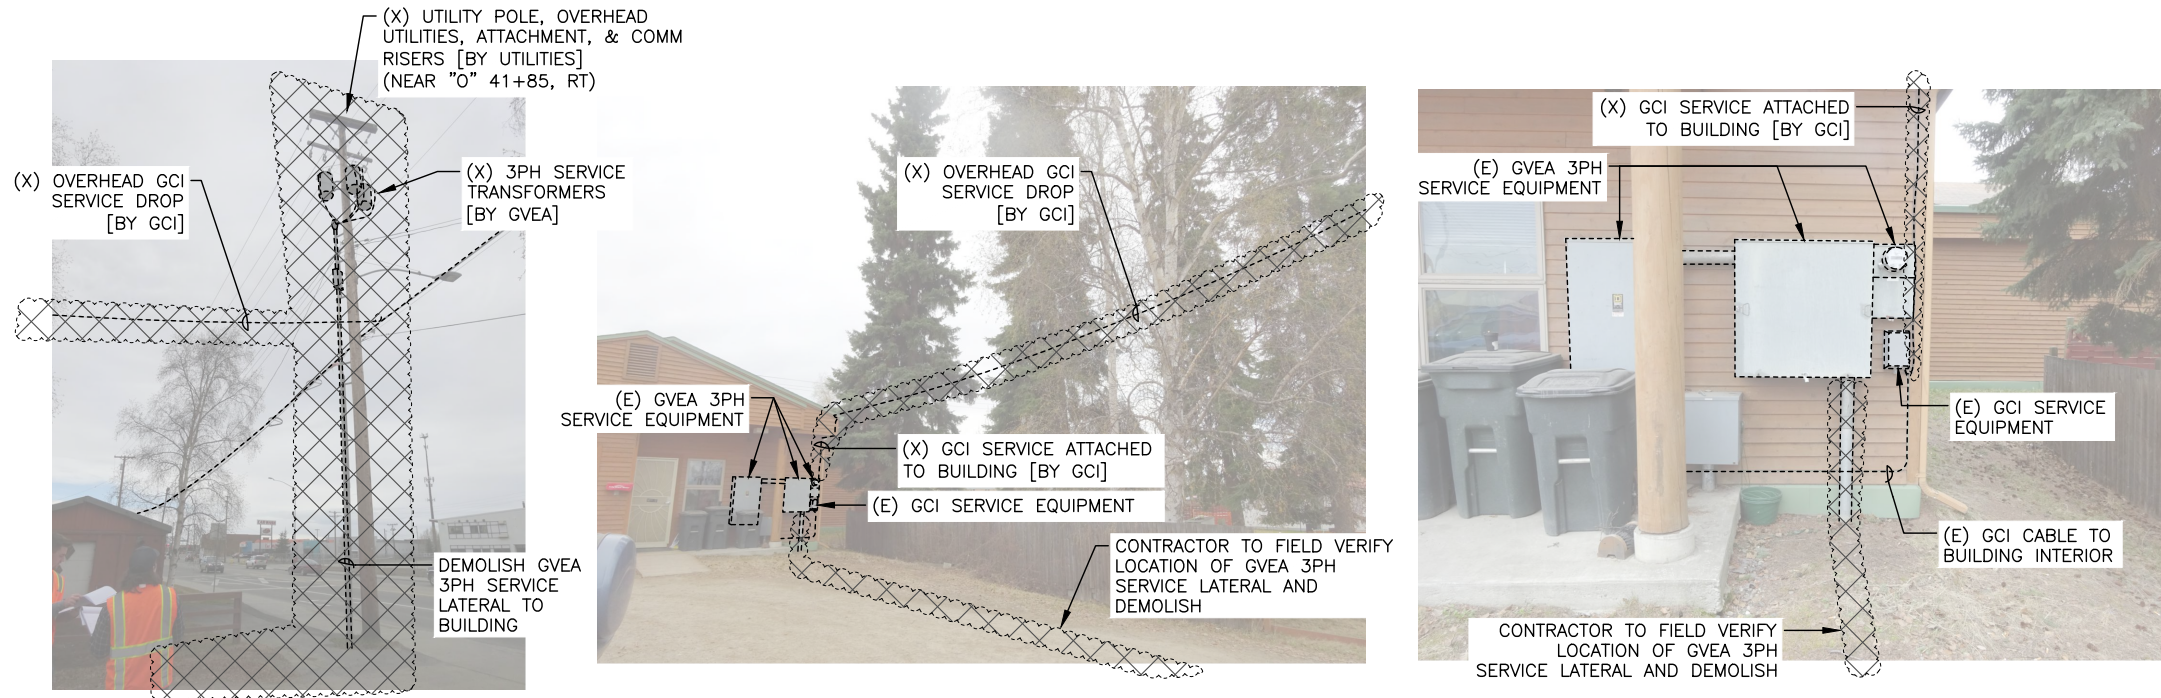 (X) UTILITY POLE, OVERHEAD
UTILITIES, ATTACHMENT, & COMM
RISERS [BY UTILITIES]
(NEAR "O" 41+85, RT)
(X) OVERHEAD GCI
SERVICE DROP
[BY GCI]
(X) 3PH SERVICE
TRANSFORMERS
[BY GVEA]
DEMOLISH GVEA
3PH SERVICE
LATERAL TO
BUILDING
(X) OVERHEAD GCI
SERVICE DROP
[BY GCI]
(E) GVEA 3PH
SERVICE EQUIPMENT
(X) GCI SERVICE ATTACHED
TO BUILDING [BY GCI]
(E) GCI SERVICE EQUIPMENT
CONTRACTOR TO FIELD VERIFY
LOCATION OF GVEA 3PH
SERVICE LATERAL AND
DEMOLISH
(X) GCI SERVICE ATTACHED
TO BUILDING [BY GCI]
(E) GVEA 3PH
SERVICE EQUIPMENT
(E) GCI SERVICE
EQUIPMENT
(E) GCI CABLE TO
BUILDING INTERIOR
CONTRACTOR TO FIELD VERIFY
LOCATION OF GVEA 3PH
SERVICE LATERAL AND DEMOLISH